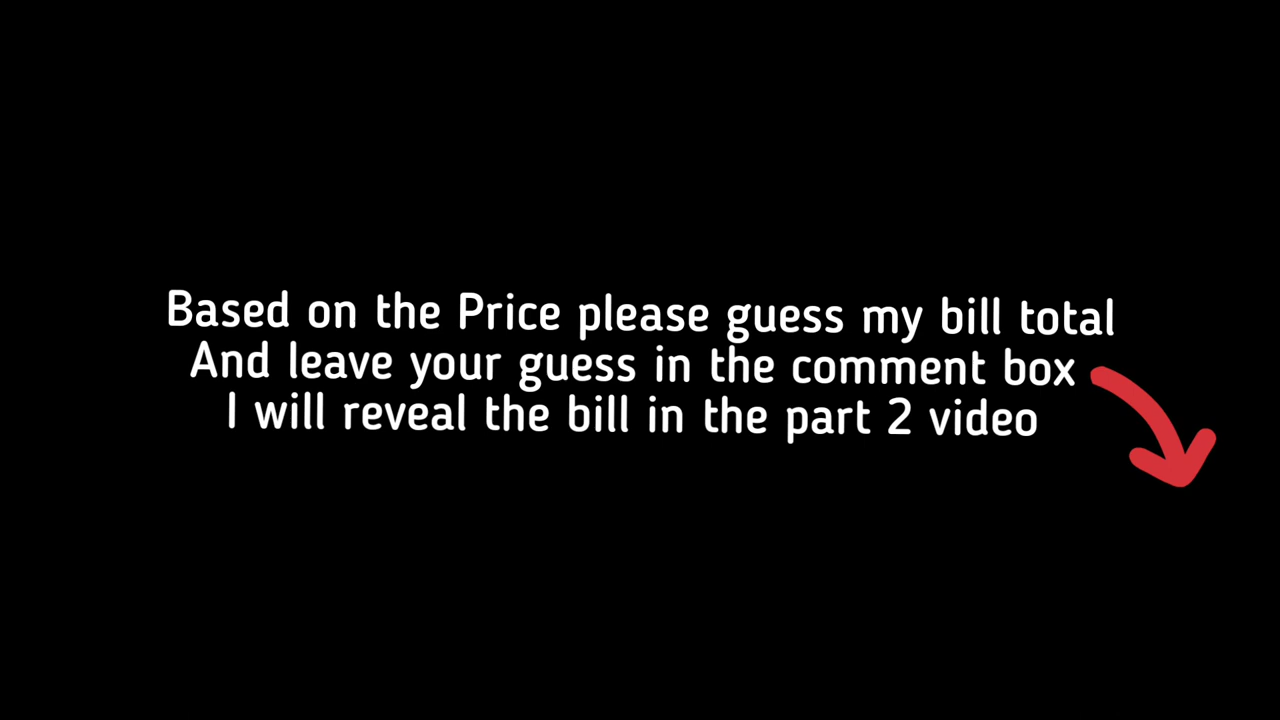 Based on the Price please guess my bill total
And leave your guess in the comment box
I will reveal the bill in the part 2 video